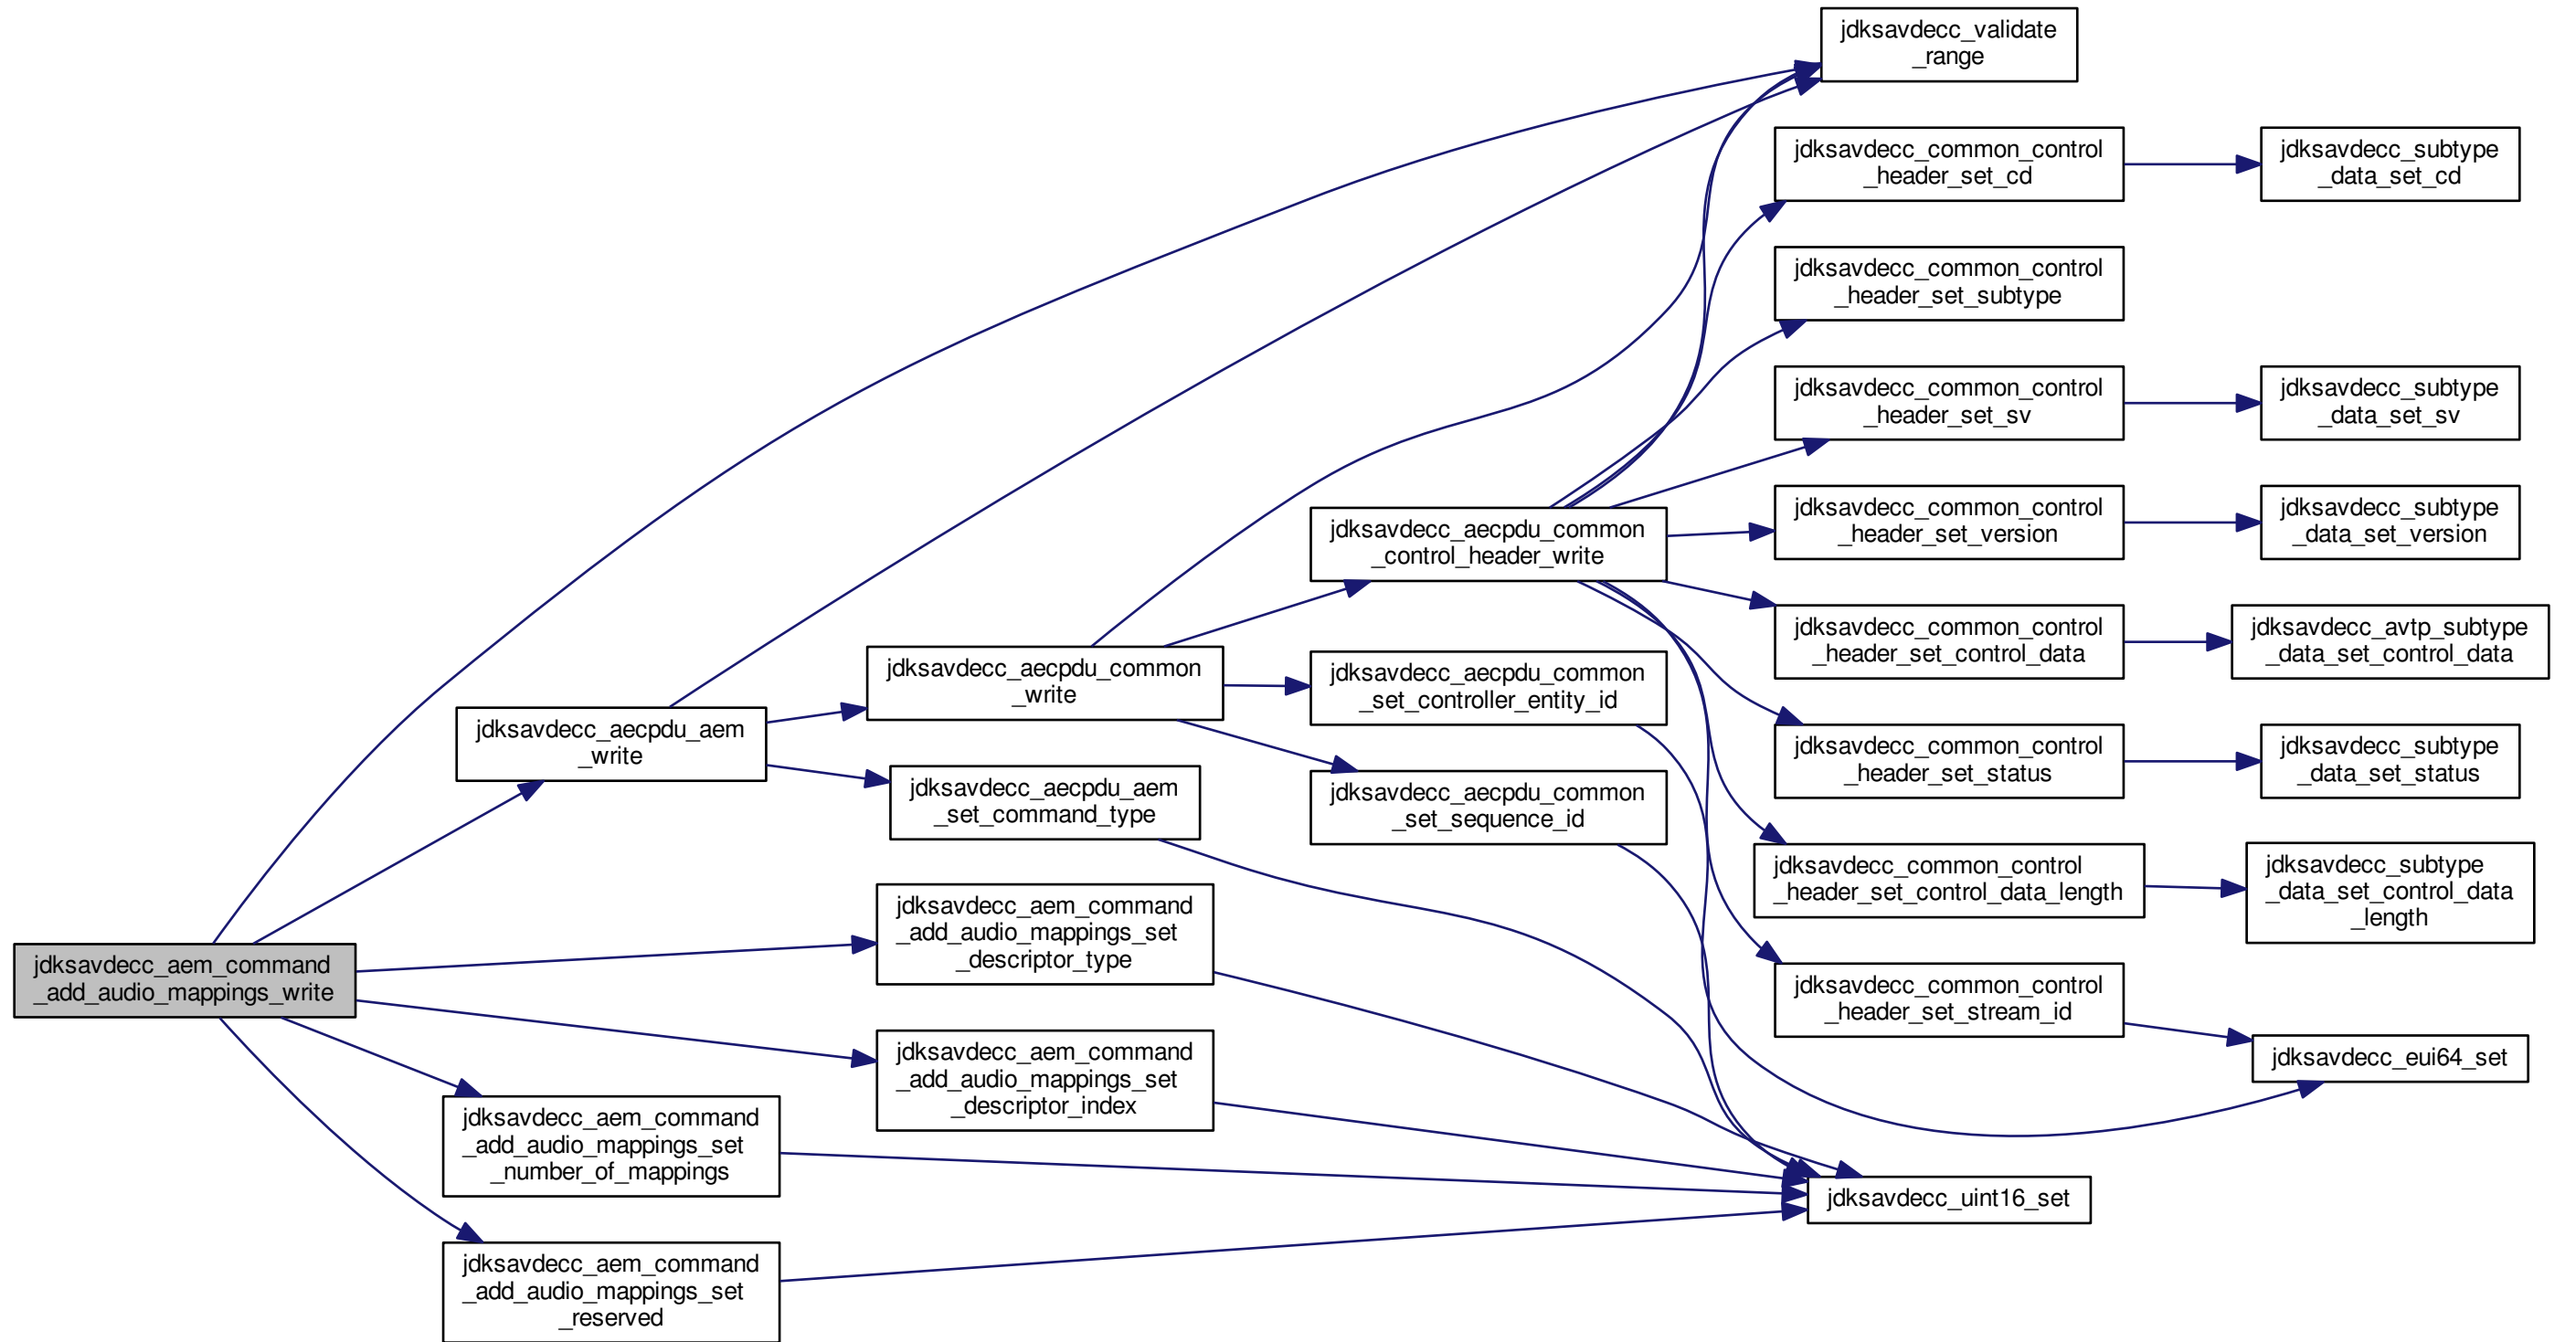 jdksavdecc_aem_command
_add_audio_mappings_write
jdksavdecc_aecpdu_aem
_write
jdksavdecc_aem_command
_add_audio_mappings_set
_number_of_mappings
jdksavdecc_aem_command
_add_audio_mappings_set
_reserved
jdksavdecc_aecpdu_common
_write
jdksavdecc_aecpdu_aem
_set_command_type
jdksavdecc_aem_command
_add_audio_mappings_set
_descriptor_type
jdksavdecc_aem_command
_add_audio_mappings_set
_descriptor_index
jdksavdecc_aecpdu_common
_control_header_write
jdksavdecc_aecpdu_common
_set_controller_entity_id
jdksavdecc_aecpdu_common
_set_sequence_id
jdksavdecc_validate
_range
jdksavdecc_common_control
_header_set_cd
jdksavdecc_common_control
_header_set_subtype
jdksavdecc_common_control
_header_set_sv
jdksavdecc_common_control
_header_set_version
jdksavdecc_common_control
_header_set_control_data
jdksavdecc_common_control
_header_set_status
jdksavdecc_common_control
_header_set_control_data_length
jdksavdecc_common_control
_header_set_stream_id
jdksavdecc_uint16_set
jdksavdecc_subtype
_data_set_cd
jdksavdecc_subtype
_data_set_sv
jdksavdecc_subtype
_data_set_version
jdksavdecc_avtp_subtype
_data_set_control_data
jdksavdecc_subtype
_data_set_status
jdksavdecc_subtype
_data_set_control_data
_length
jdksavdecc_eui64_set